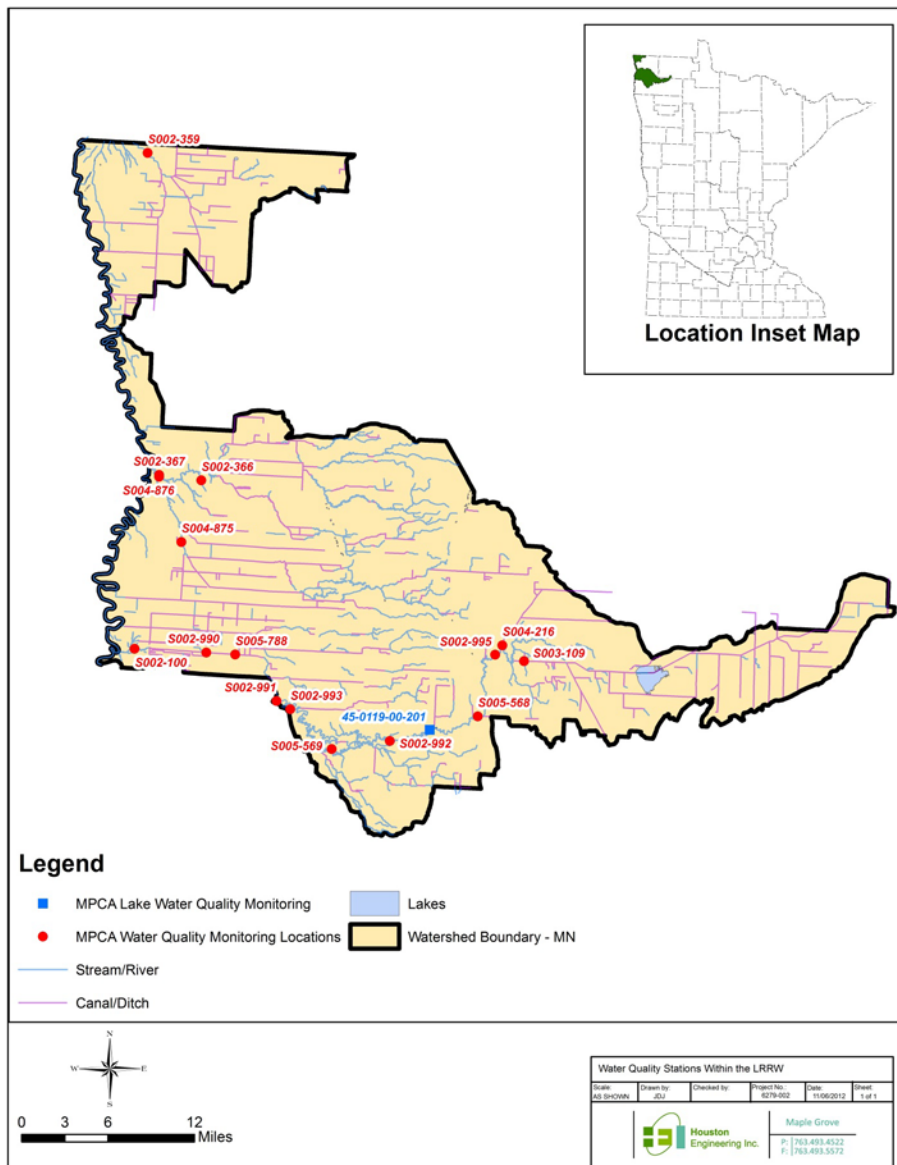 Location Inset Map
S002-359
S002-367
S002-366
S004-876
S004-875
S002-990
S005-788
S002-100
S002-995
S004-216
S003-109
S002-991
S002-993
45-0119-00-201
S005-568
S005-569
S002-992
Legend
MPCA Lake Water Quality Monitoring
Lakes
MPCA Water Quality Monitoring Locations
Watershed Boundary - MN
Stream/River
Canal/Ditch
N
W E
S
0 3 6 12
Miles
Water Quality Stations Within the LRRW
Scale: Drawn by: Checked by: Project No.: Date: Sheet:
AS SHOWN JDJ 6279-002 11/06/2012 1 of 1
Houston
Engineering Inc.
Maple Grove
P: 763.493.4522
F: 763.493.5572